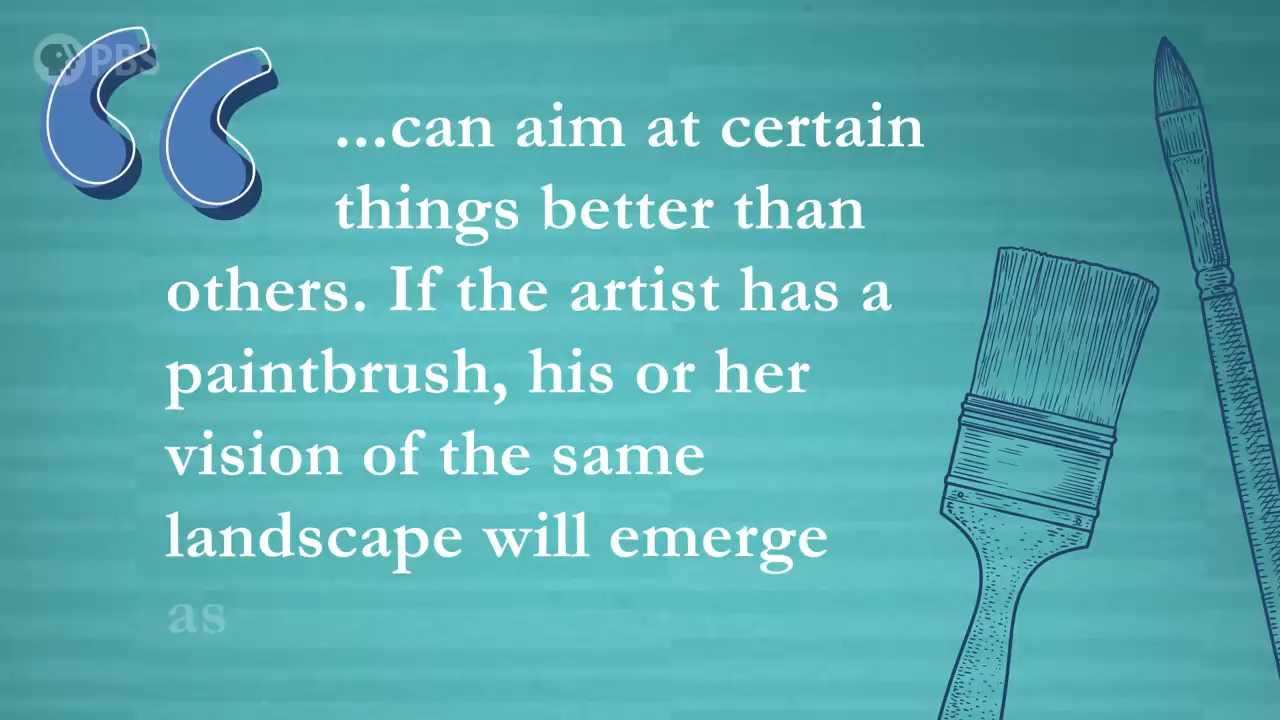 PBS
...can aim at certain
things better than
others. If the artist has a
paintbrush, his or her
vision of the same
landscape will emerge
as